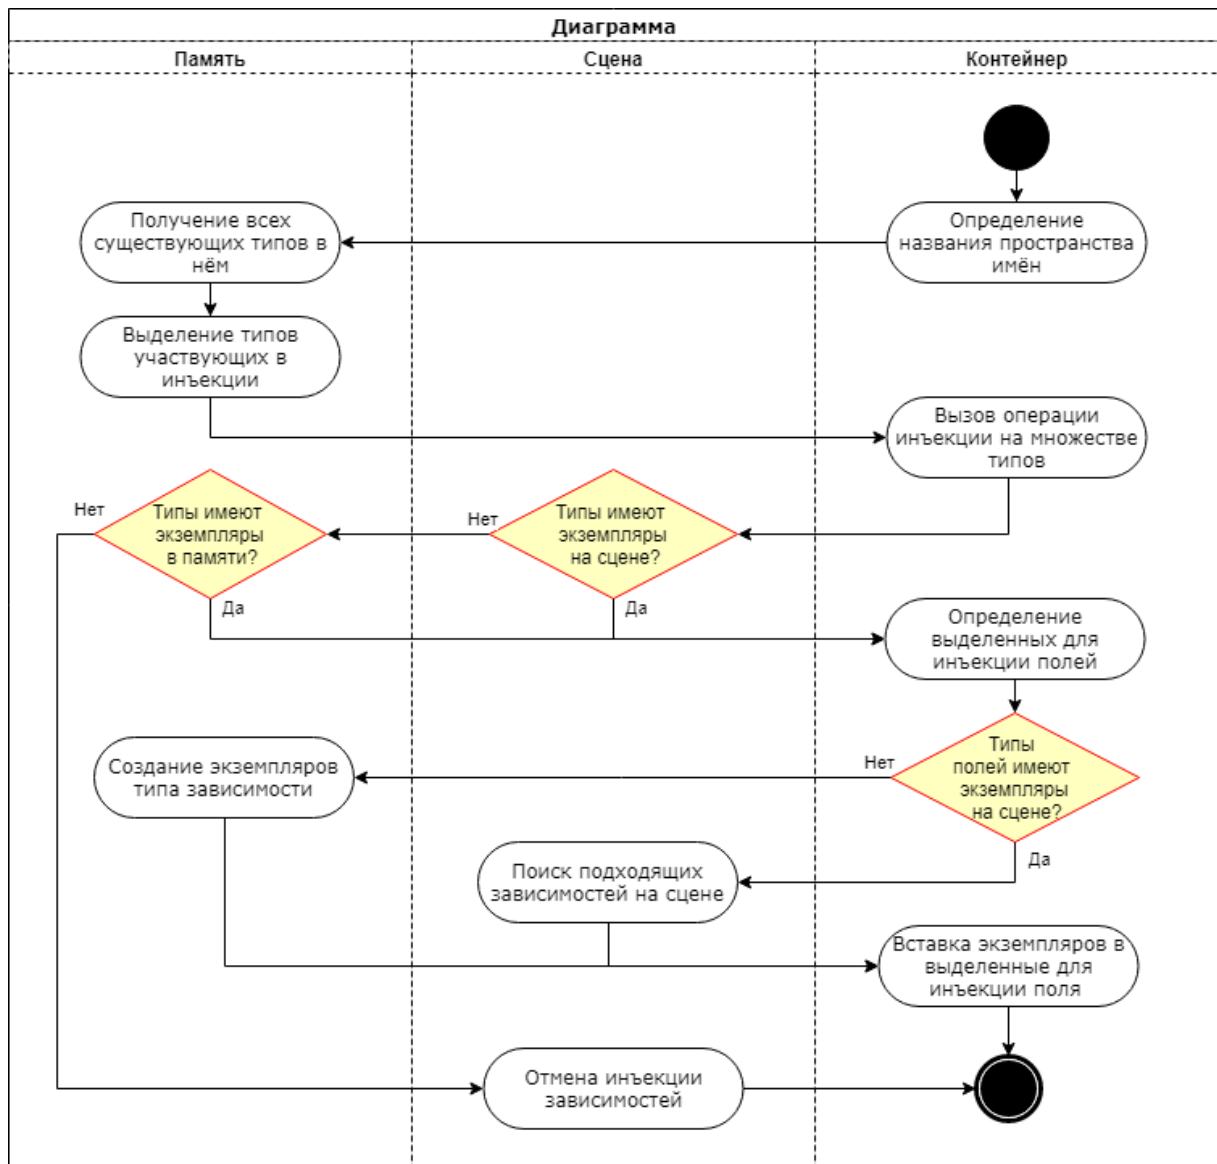 Диаграмма
Память
Сцена
Контейнер
Получение всех
существующих типов в
нём
Определение
названия пространства
имён
Выделение типов
участвующих в
инъекции
Вызов операции
инъекции на множестве
типов
Нет
Типы имеют
экземпляры
в памяти?
Да
Нет
Типы имеют
экземпляры
на сцене?
Да
Определение
выделенных для
инъекции полей
Нет
Типы
полей имеют
экземпляры
на сцене?
Да
Создание экземпляров
типа зависимости
Поиск подходящих
зависимостей на сцене
Вставка экземпляров в
выделенные для
инъекции поля
Отмена инъекции
зависимостей